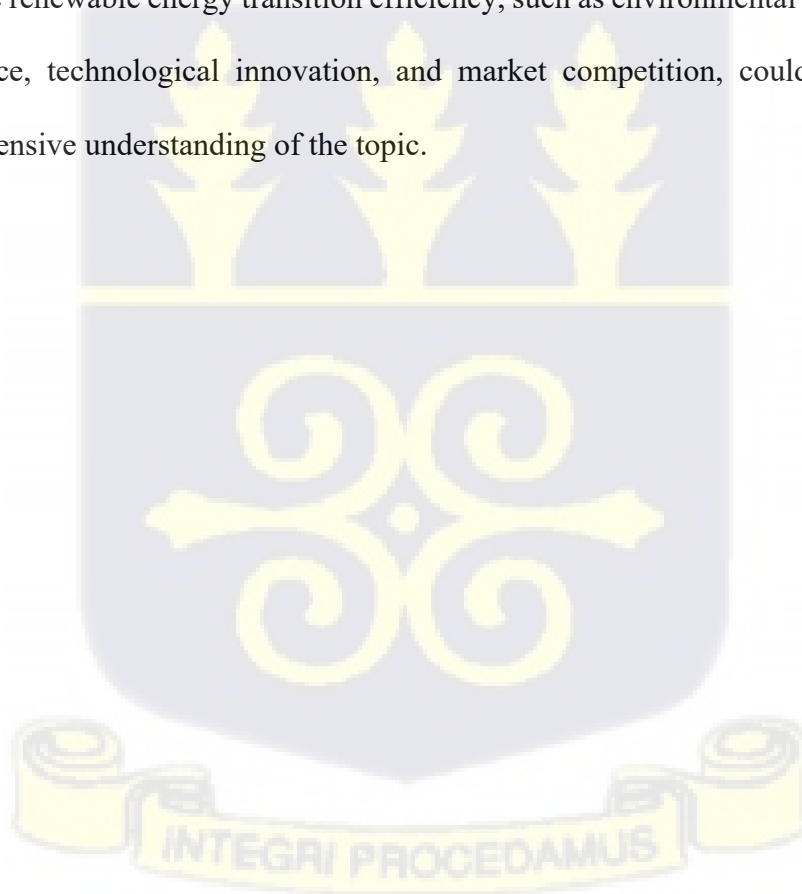 renewable energy transition efficiency, such as environmental
ce, technological innovation, and market competition, could
ensive understanding of the topic.
INTEGRI PROCEDAMUS